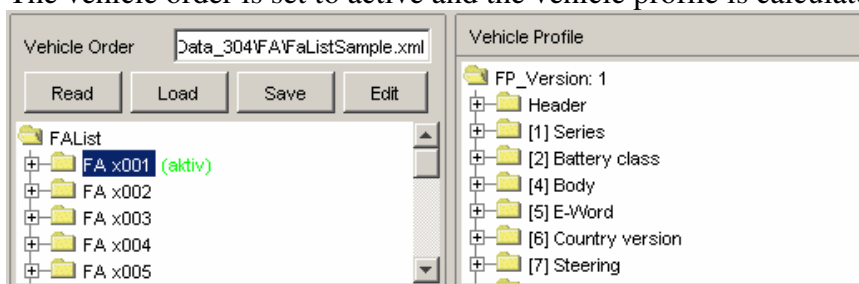 The vehicle order is set to active and the vehicle profile is calculate
Vehicle Order
Data_304\FA\FaListSample.xml
Read Load Save Edit
FAList
FA x001 (aktiv)
FA x002
FA x003
FA x004
FA x005
Vehicle Profile
FP_Version: 1
Header
[1] Series
[2] Battery class
[4] Body
[5] E-Word
[6] Country version
[7] Steering